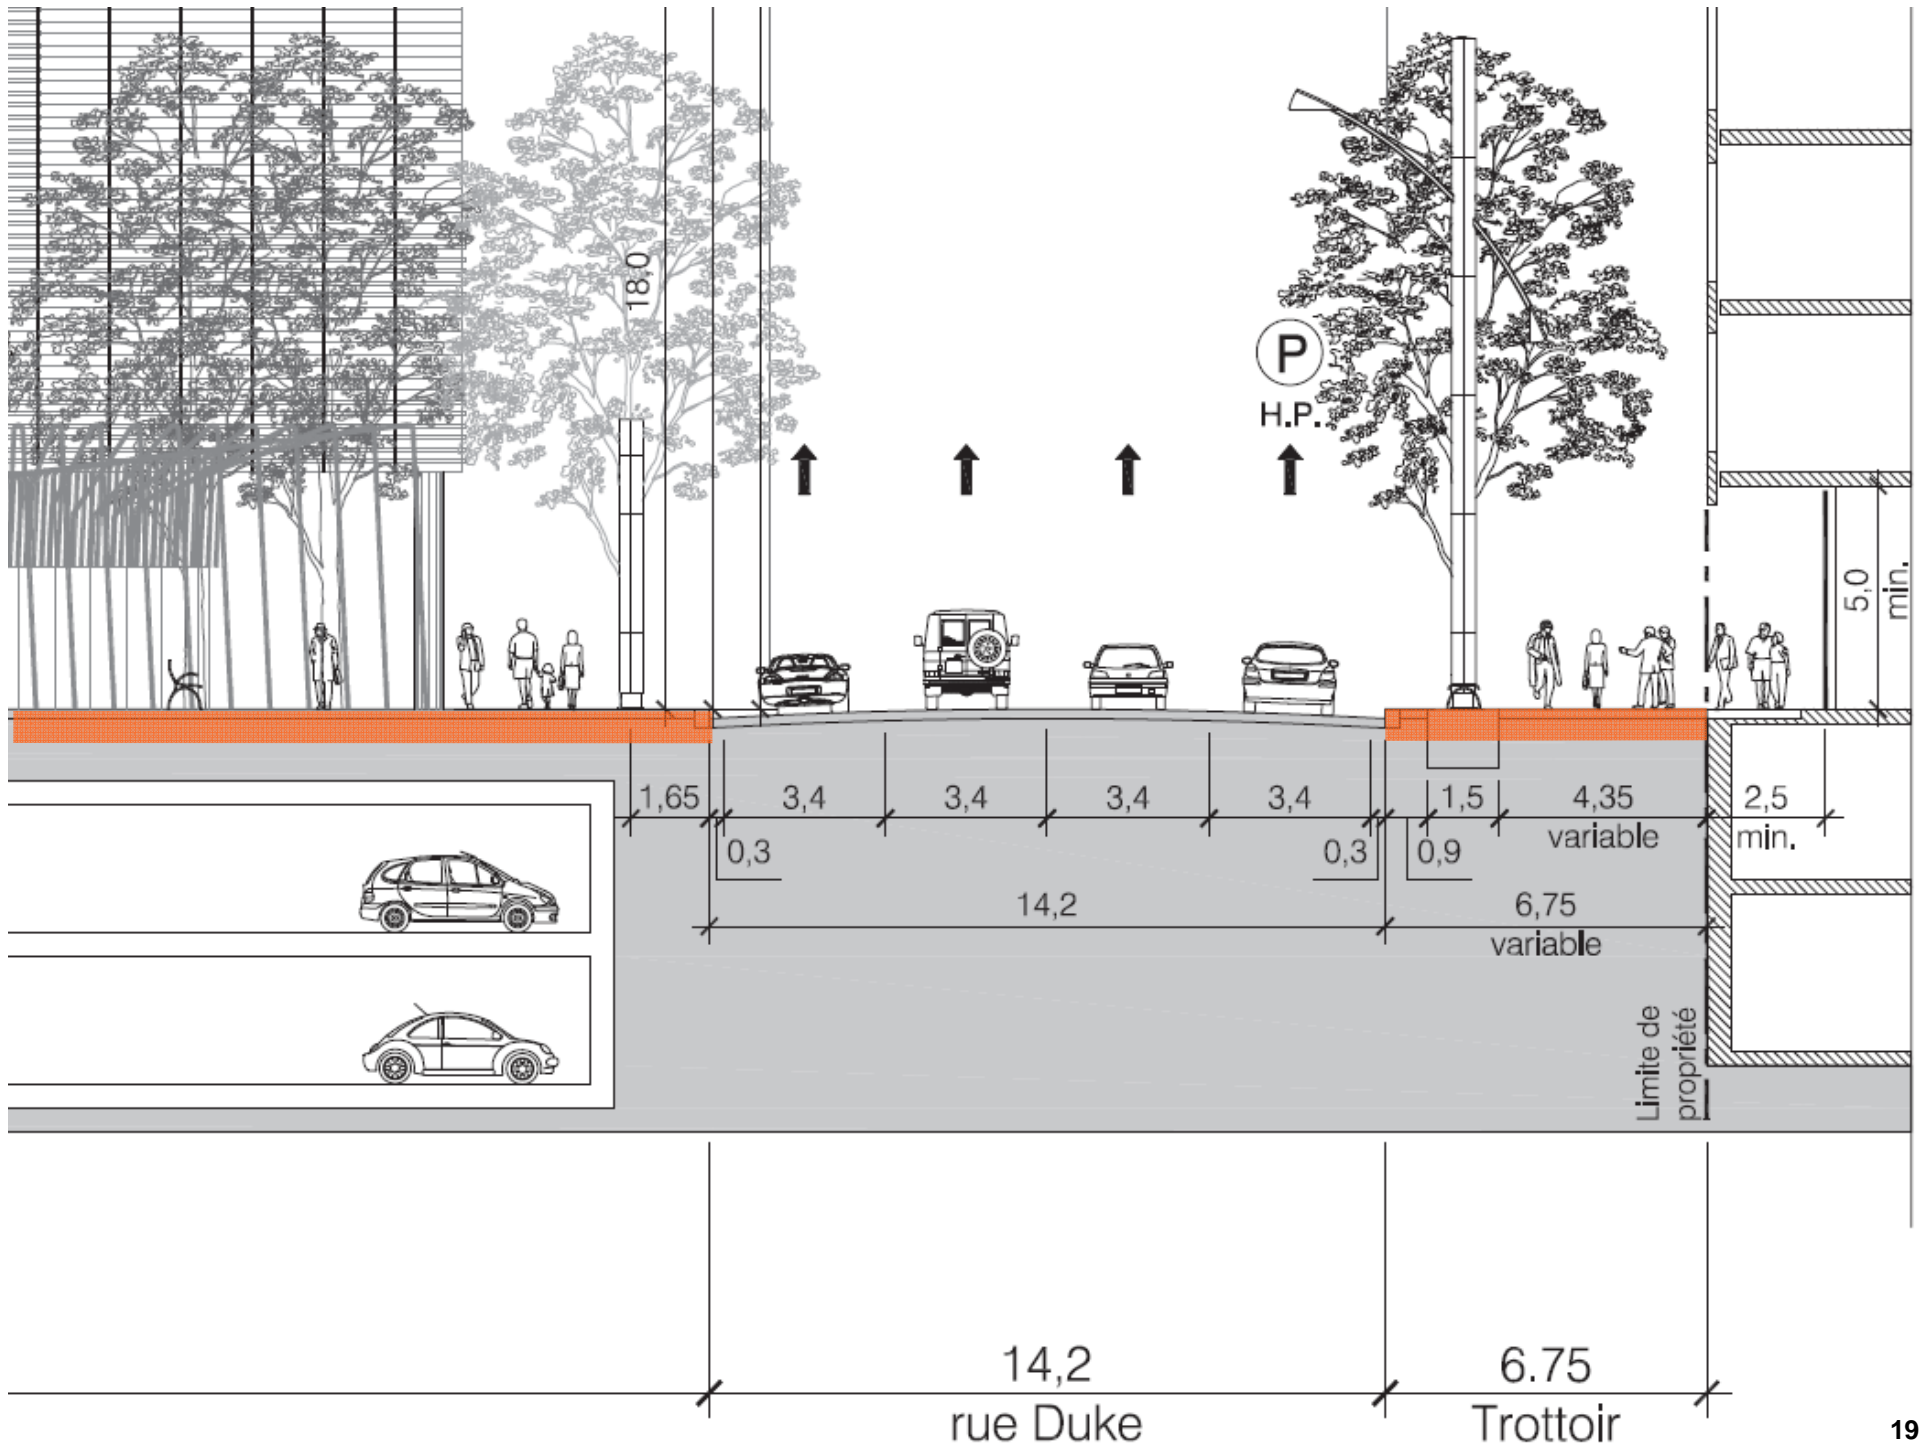 18,0
P
H.P.
5,0
min.
1,65
3,4
3,4
3,4
3,4
1,5
4,35
variable
2,5
min.
0,3
0,3
0,9
14,2
6,75
variable
Limite de
propriété
14,2
rue Duke
6.75
Trottoir
19